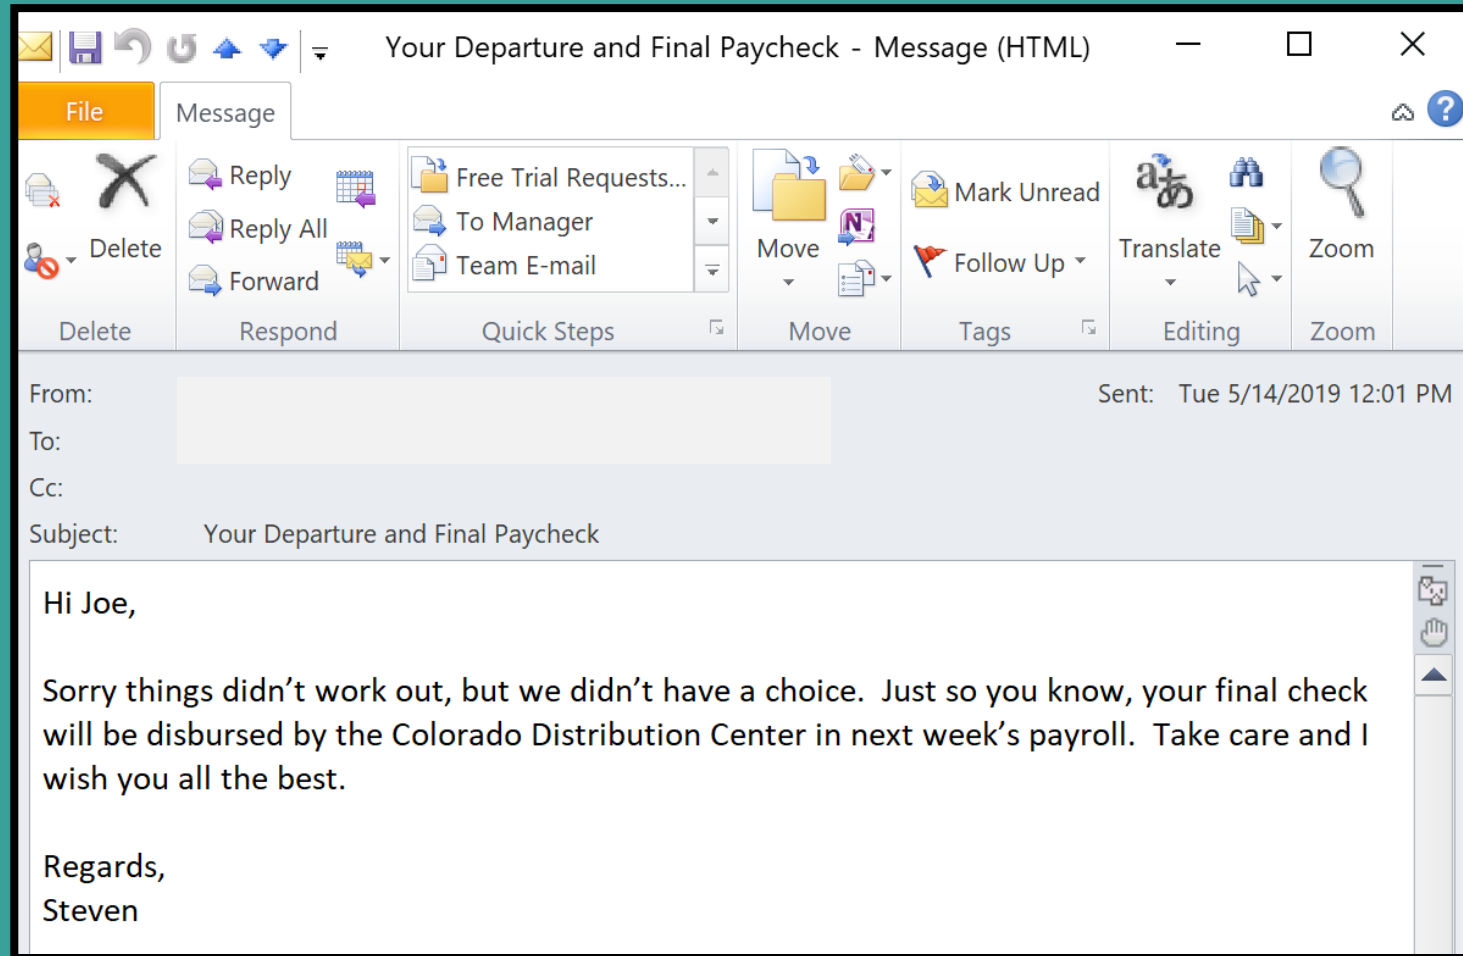 Your Departure and Final Paycheck - Message (HTML)
File
Message
Delete
Reply
Reply All
Forward
Free Trial Requests...
To Manager
Team E-mail
Move
Mark Unread
Follow Up
Translate
Zoom
Delete
Respond
Quick Steps
Move
Tags
Editing
Zoom
From:
Sent: Tue 5/14/2019 12:01 PM
To:
Cc:
Subject: Your Departure and Final Paycheck
Hi Joe,
Sorry things didn’t work out, but we didn’t have a choice.  Just so you know, your final check
will be disbursed by the Colorado Distribution Center in next week’s payroll.  Take care and I
wish you all the best.
Regards,
Steven